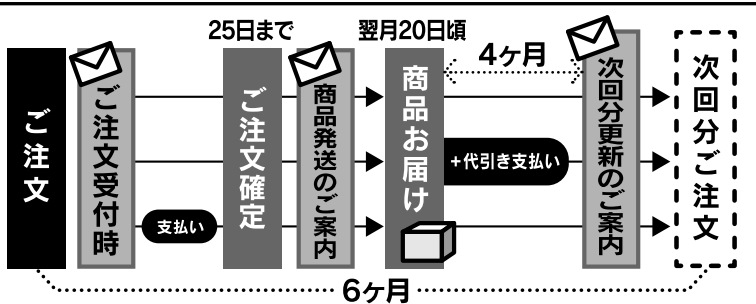 25日まで
翌月20日頃
ご注文
ご注文受付時
支払い
ご注文確定
商品発送のご案内
商品お届け
4ヶ月
+代引き支払い
次回分更新のご案内
次回分ご注文
6ヶ月